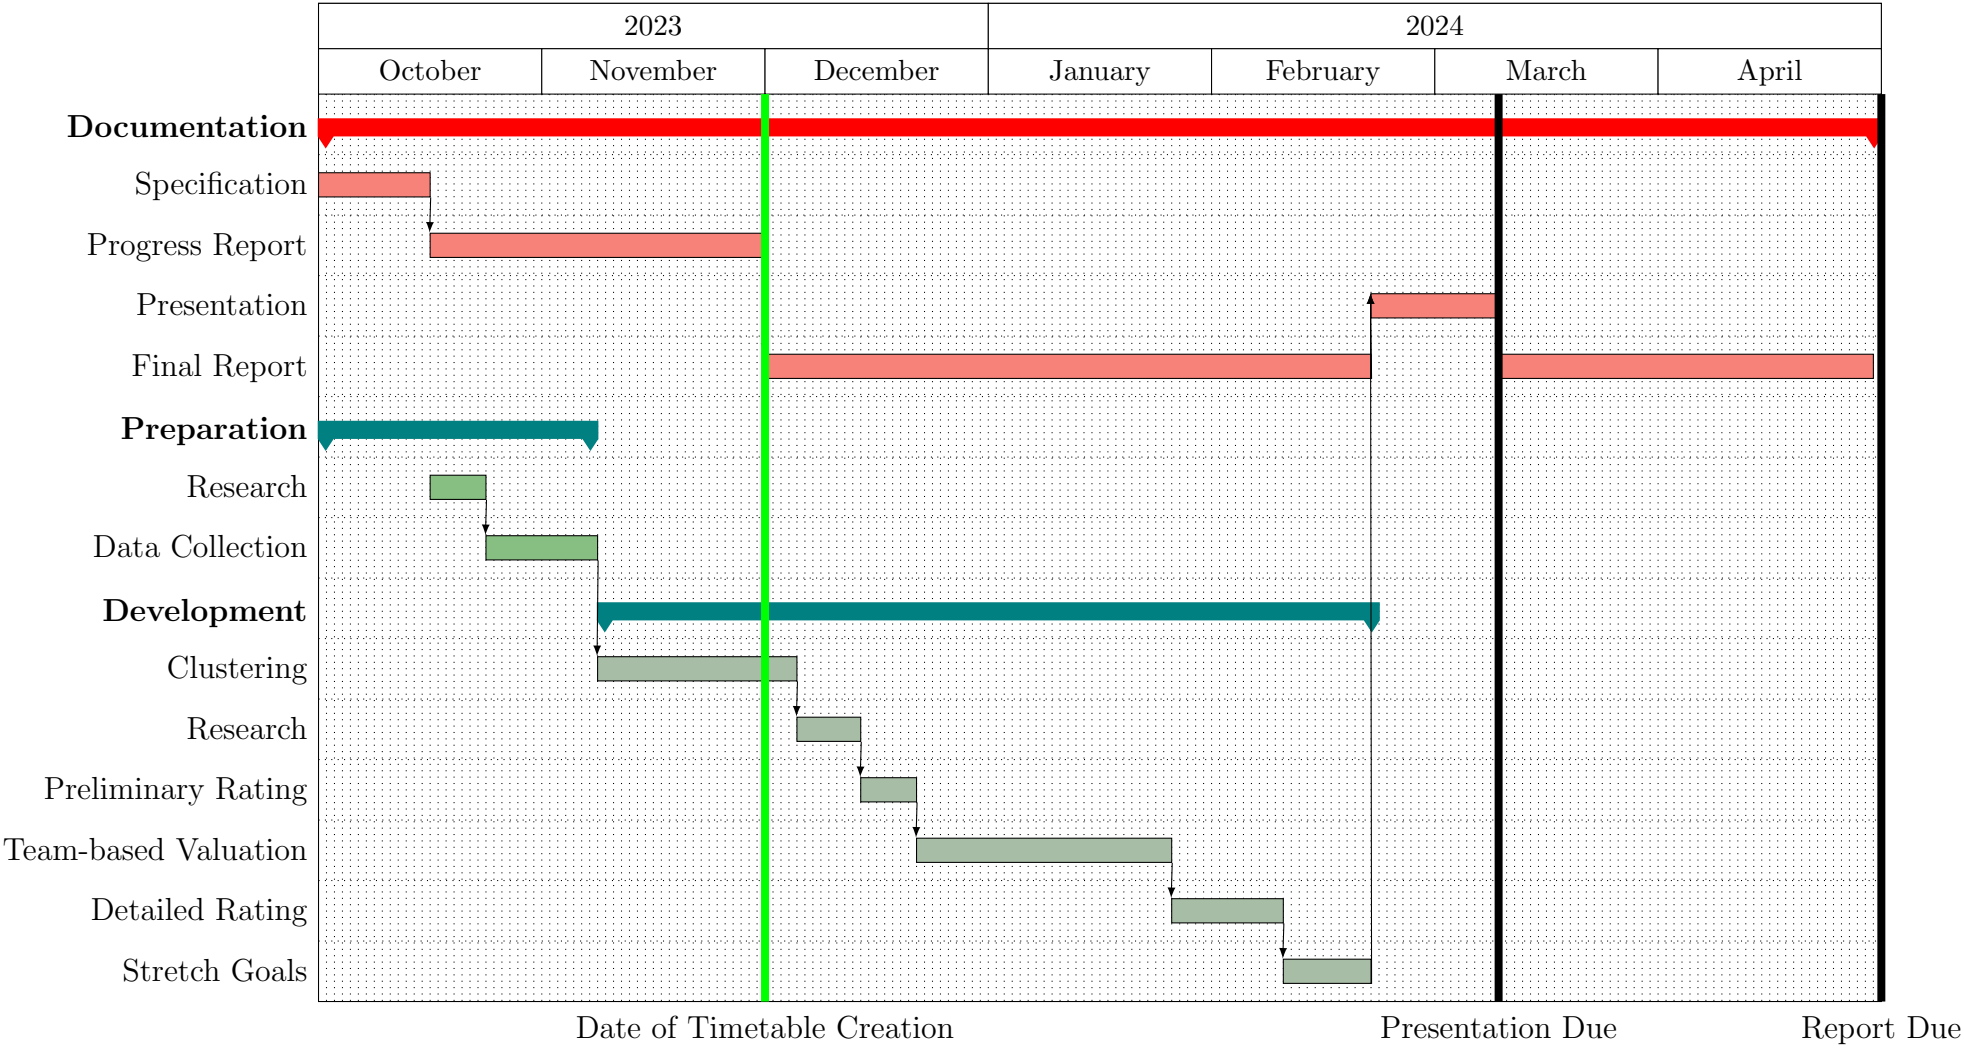 2023 2024
October November December January February March April
Documentation
Specification
Progress Report
Presentation
Final Report
Preparation
Research
Data Collection
Development
Clustering
Research
Preliminary Rating
Team-based Valuation
Detailed Rating
Stretch Goals
Date of Timetable Creation Presentation Due Report Due